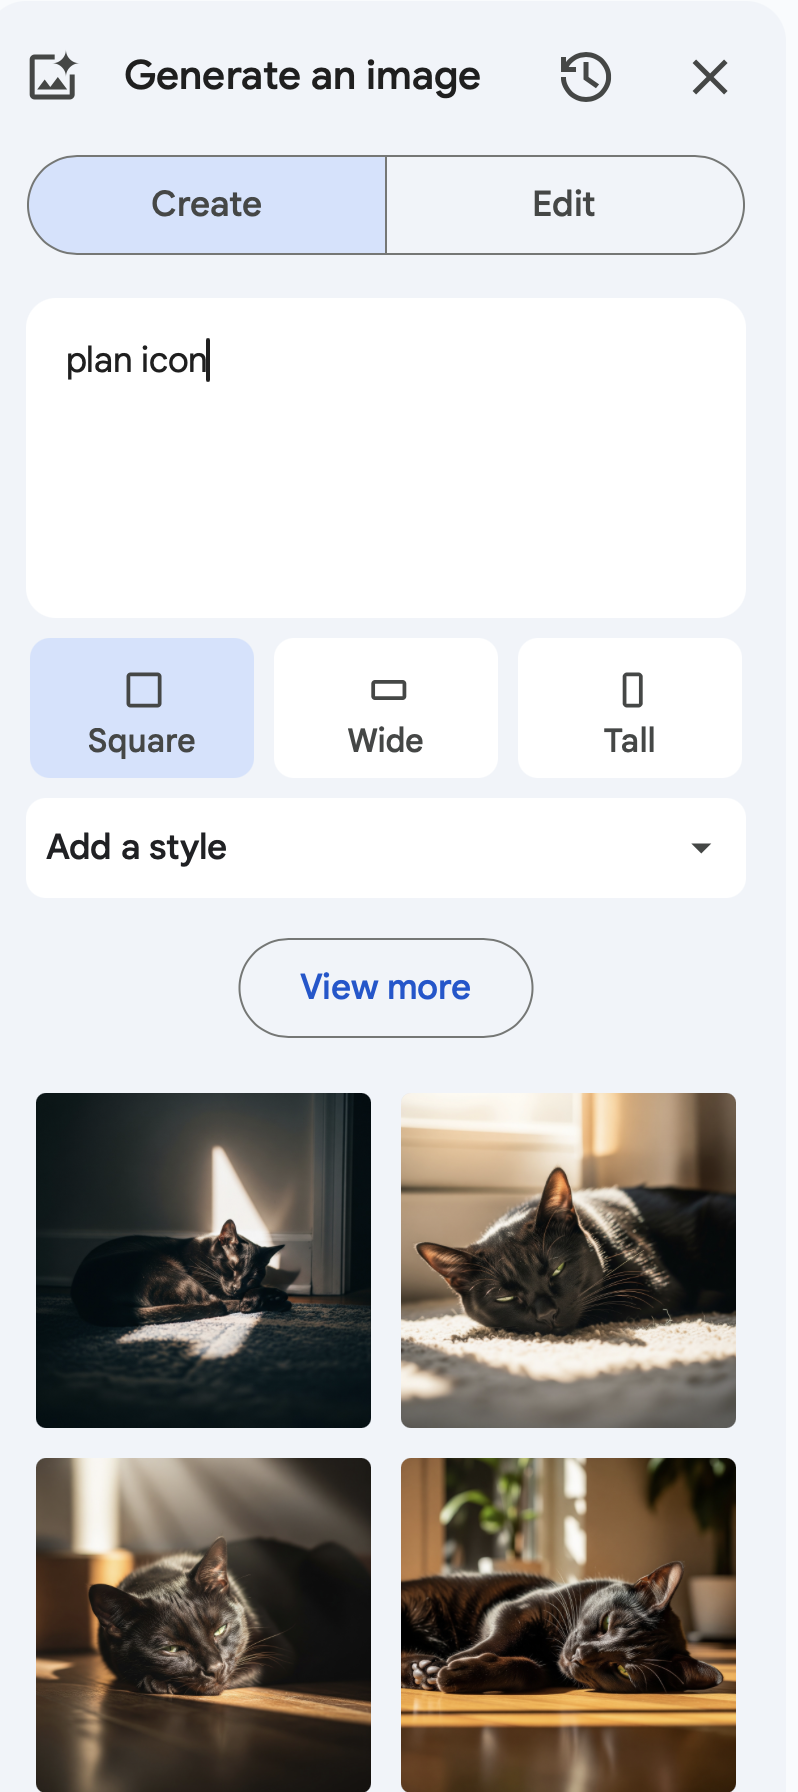 Generate an image
Create
Edit
plan icon
Square
Wide
Tall
Add a style
View more